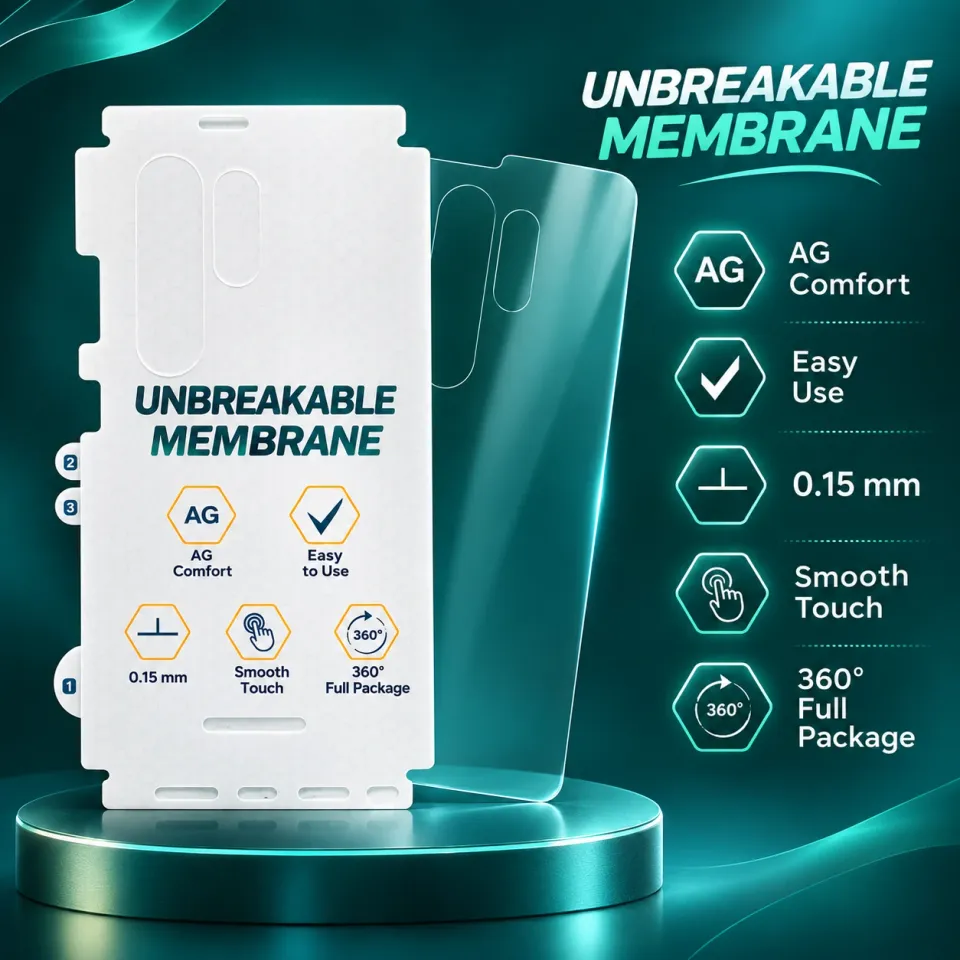 UNBREAKABLE
MEMBRANE
AG
AG
Comfort
Easy
Use
0.15 mm
Smooth
Touch
360°
360°
Full
Package
UNBREAKABLE
MEMBRANE
AG
AG
Comfort
Easy
to Use
2
3
1
0.15 mm
Smooth
Touch
360°
360°
Full Package